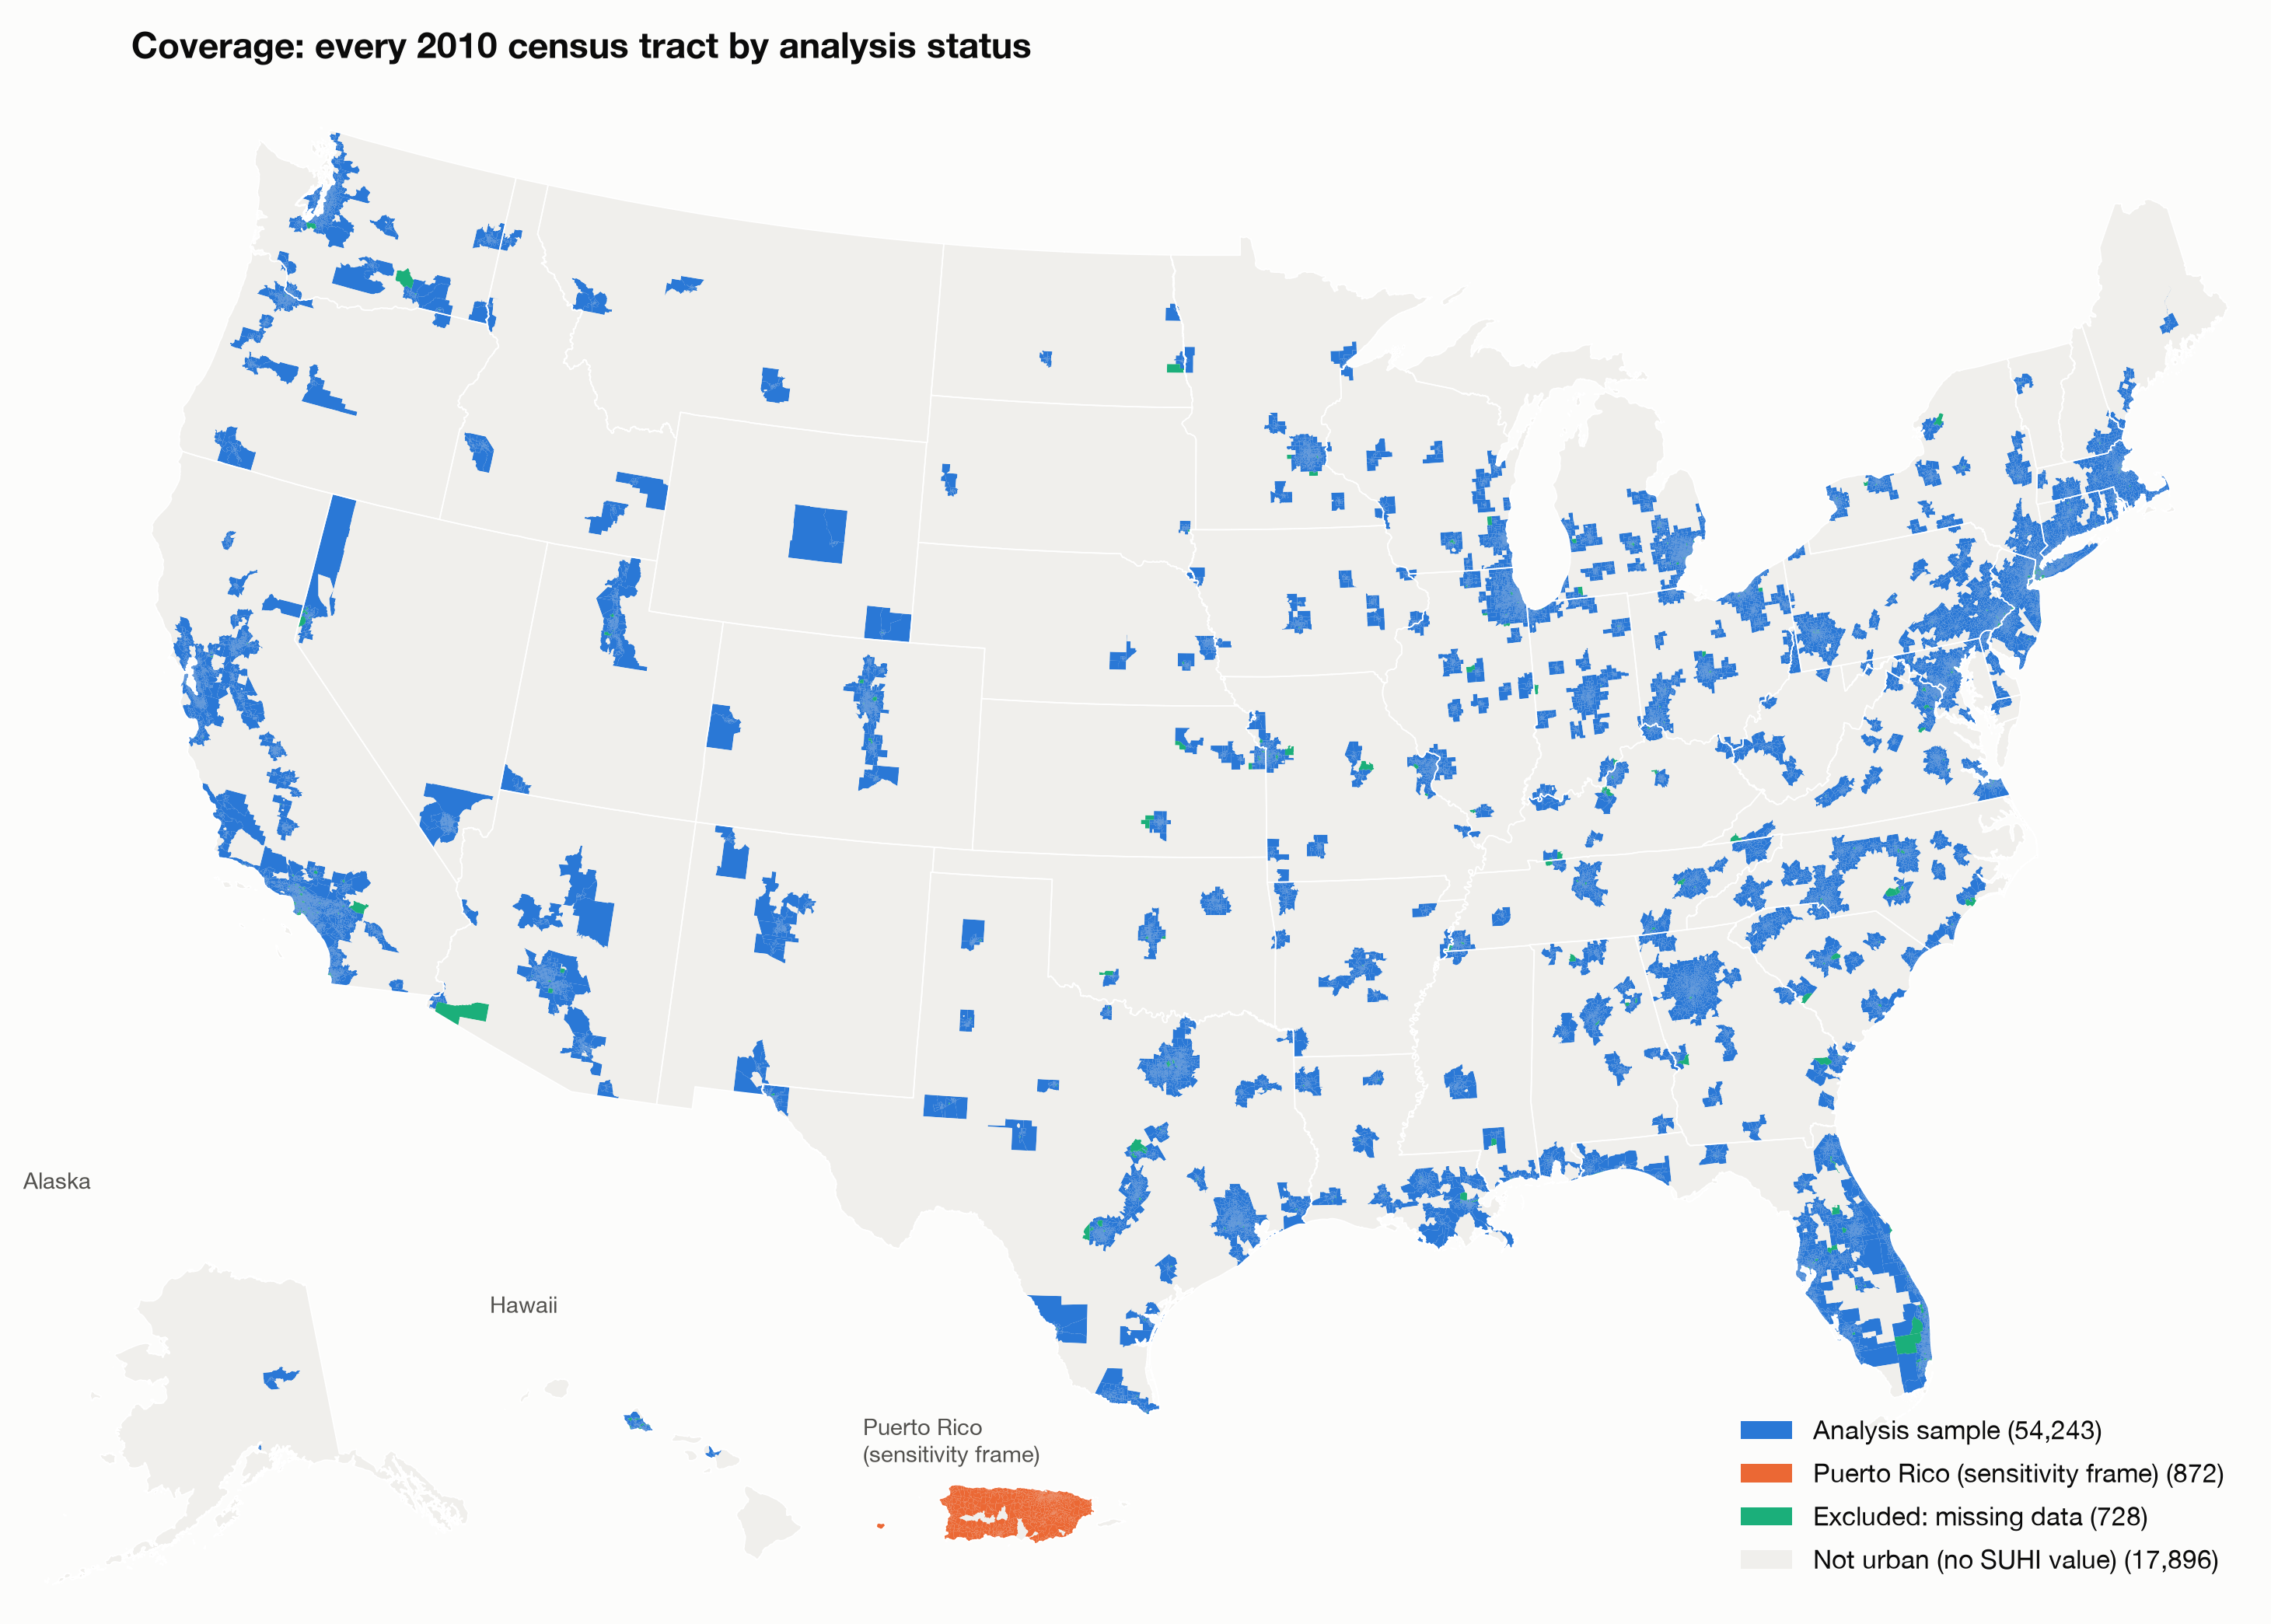 Coverage: every 2010 census tract by analysis status
Alaska
Hawaii
Puerto Rico
(sensitivity frame)
Analysis sample (54,243)
Puerto Rico (sensitivity frame) (872)
Excluded: missing data (728)
Not urban (no SUHI value) (17,896)